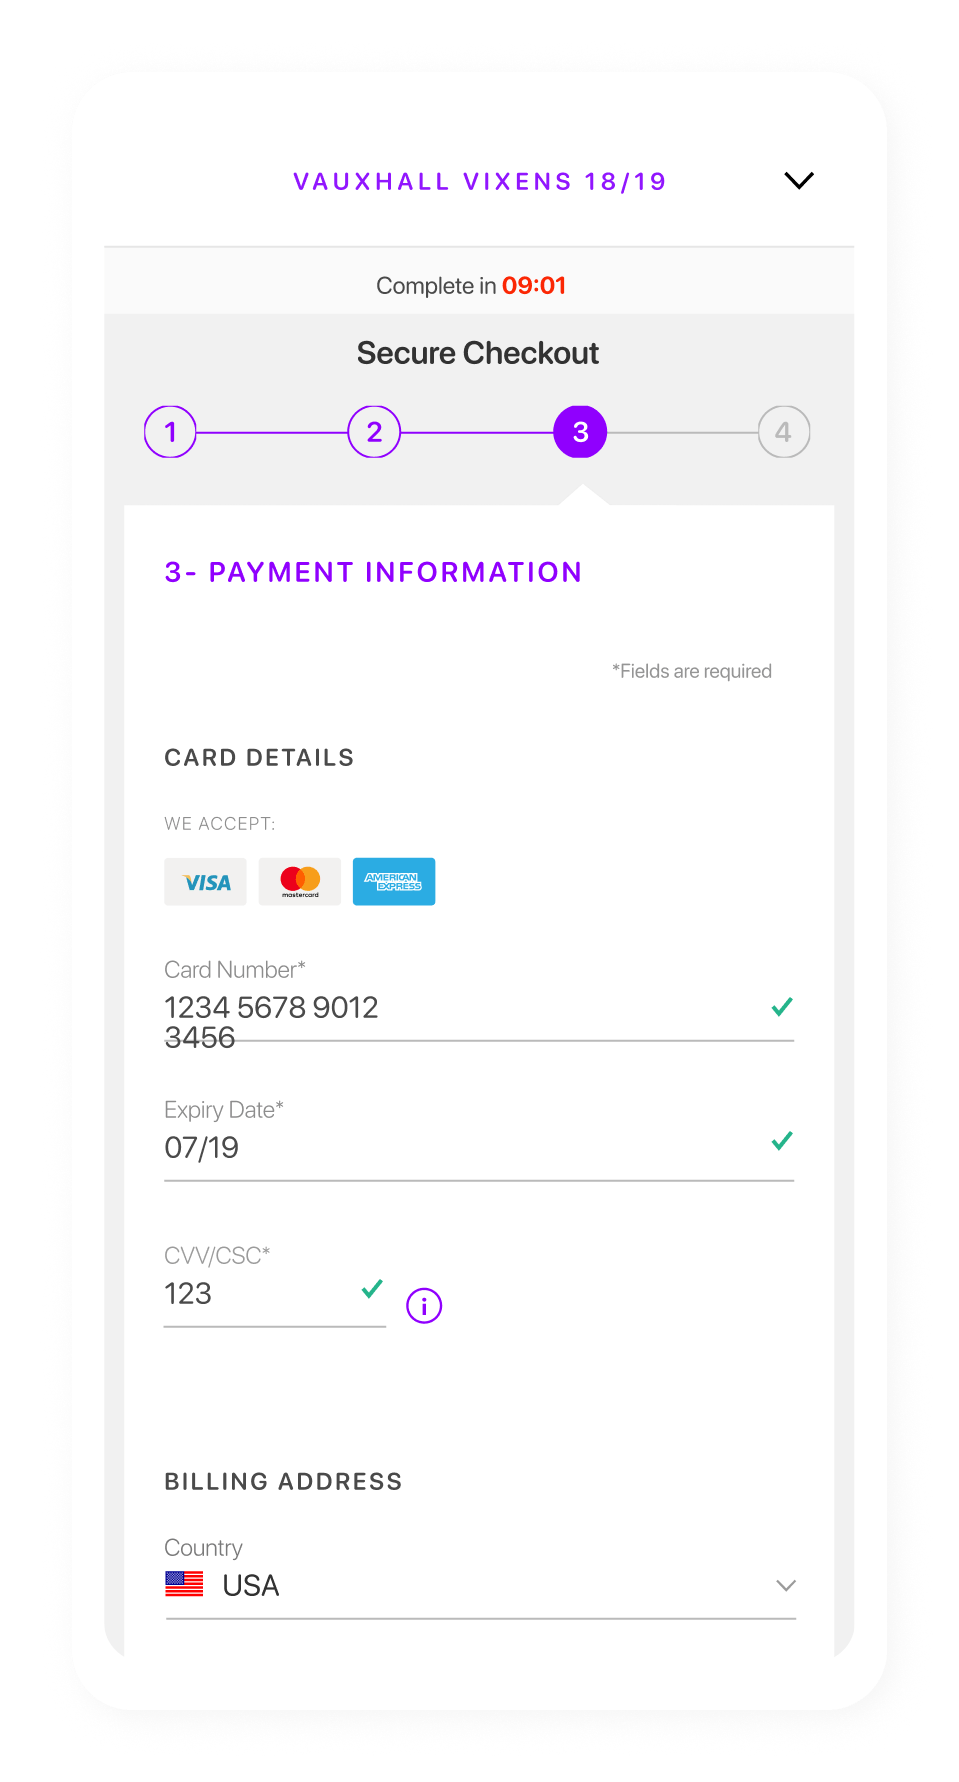 VAUXHALL VIXENS 18/19
Complete in 09:01
Secure Checkout
1 2 3 4
3- PAYMENT INFORMATION
*Fields are required
CARD DETAILS
WE ACCEPT:
VISA mastercard AMERICAN EXPRESS
Card Number*
1234 5678 9012
3456
Expiry Date*
07/19
CVV/CSC*
123
i
BILLING ADDRESS
Country
USA